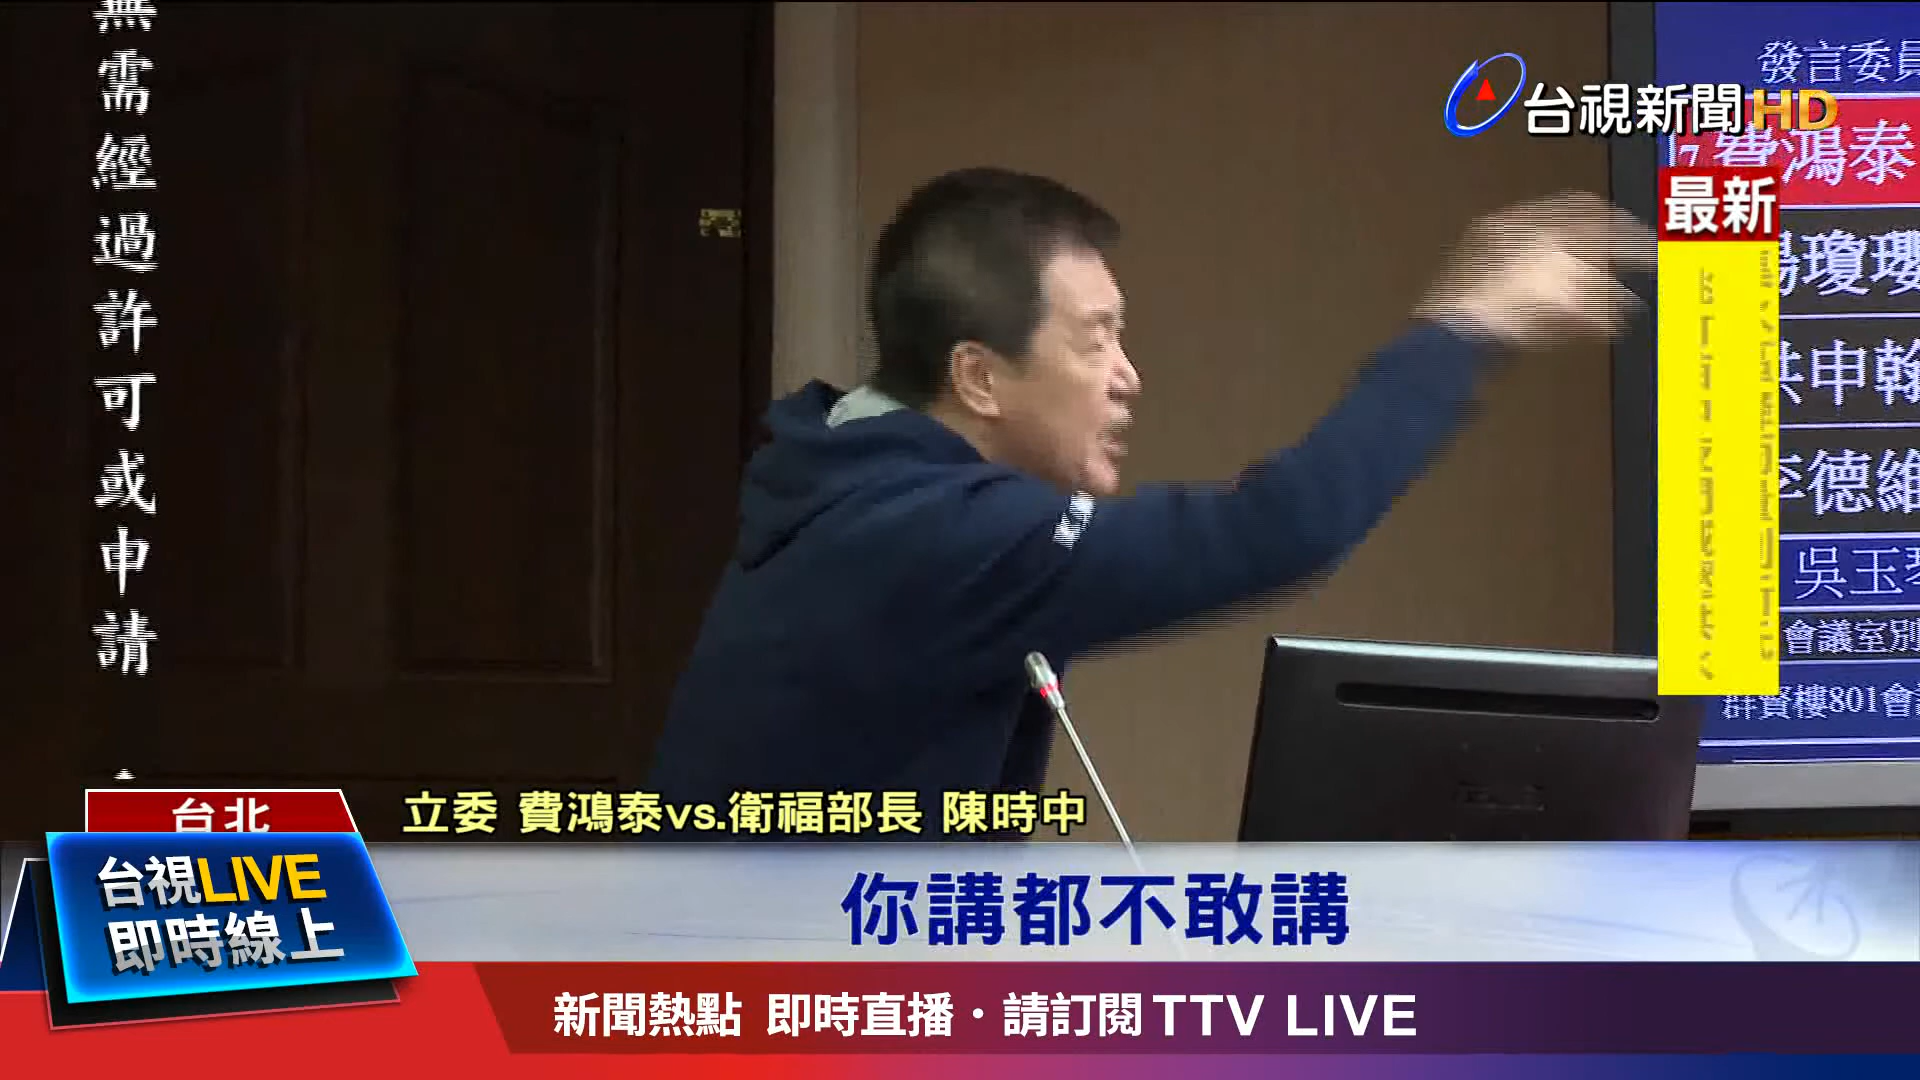 無需經過許可或申請
台視新聞HD
發言委員
17 費鴻泰
最新
楊瓊瓔
洪申翰
李德維
吳玉琴
會議室別
群賢樓801會
台北
立委 費鴻泰vs.衛福部長 陳時中
台視LIVE
即時線上
你講都不敢講
新聞熱點 即時直播・請訂閱TTV LIVE